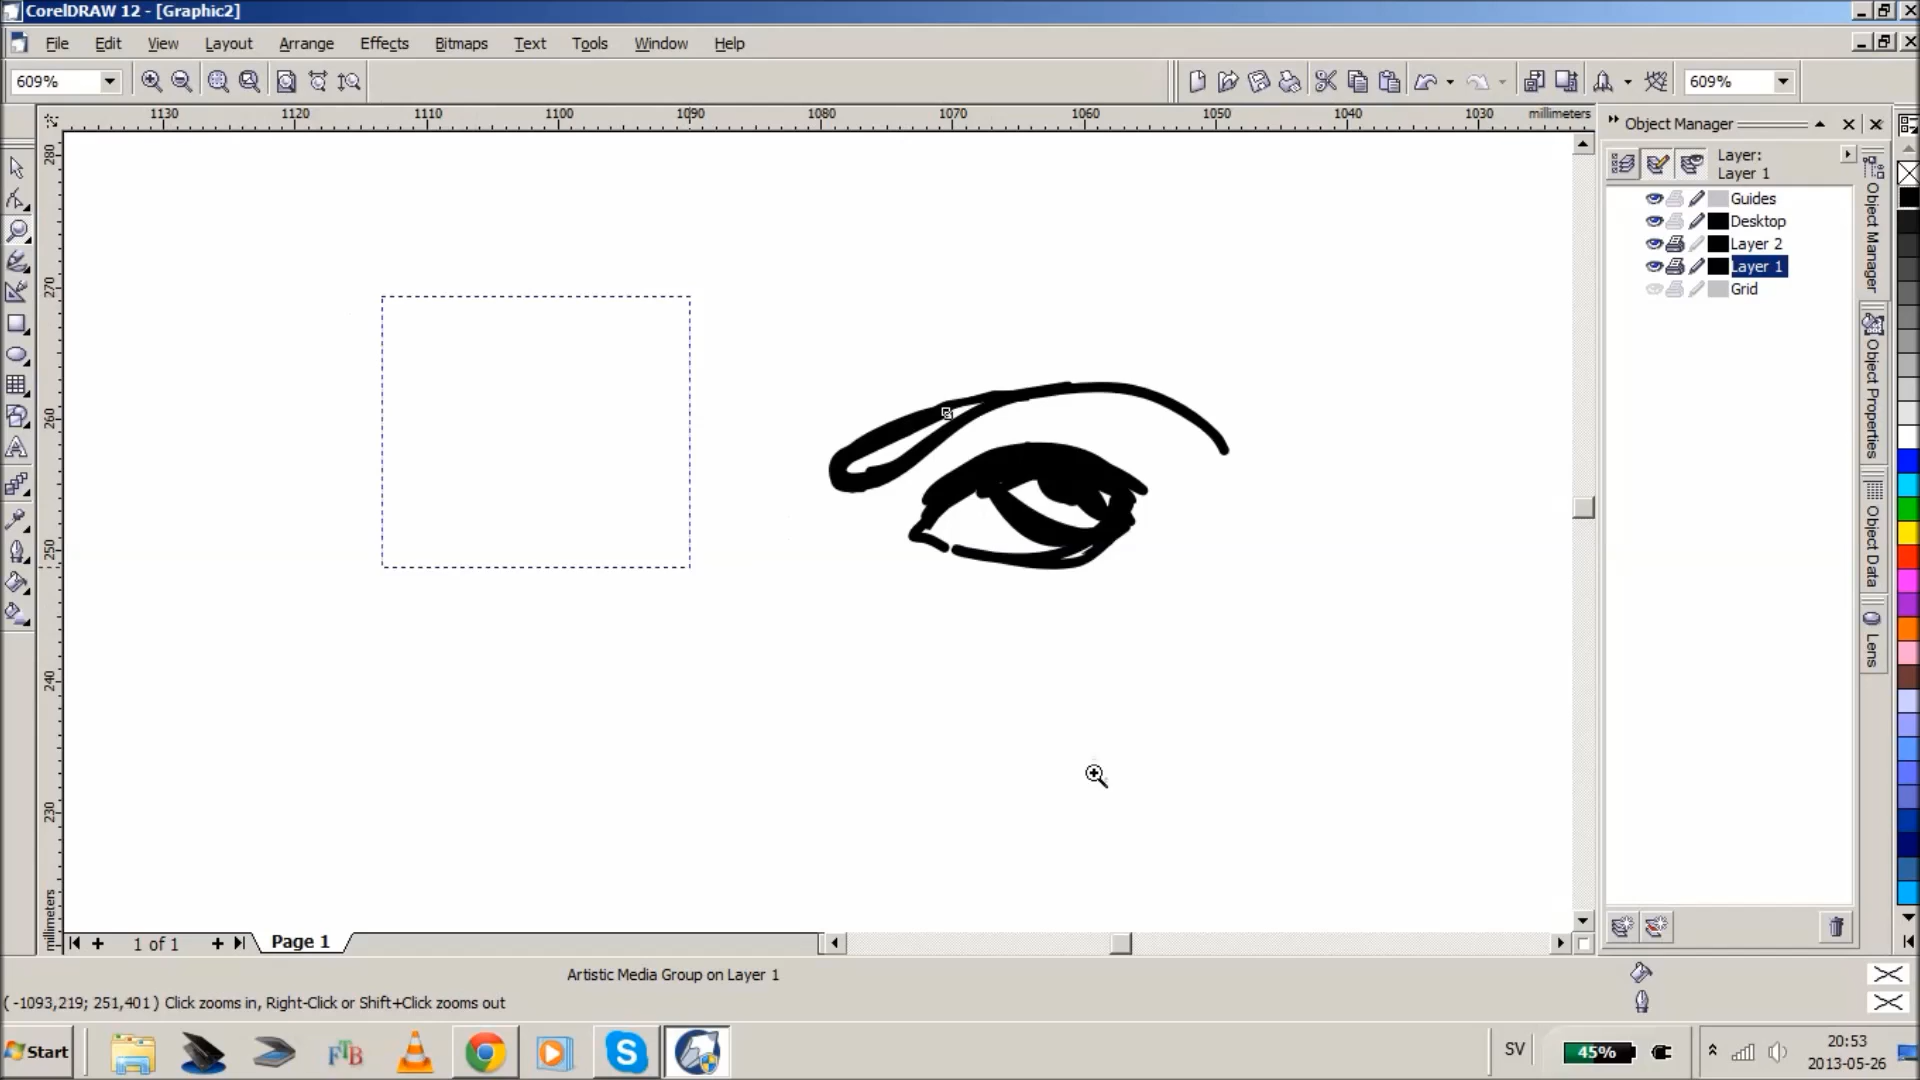 CorelDRAW 12 - [Graphic2]
File Edit View Layout Arrange Effects Bitmaps Text Tools Window Help
609% 609%
1130 1120 1110 1100 1090 1080 1070 1060 1050 1040 1030 millimeters
280
270
260
250
240
230
millimeters
Object Manager
Layer:
Layer 1
Guides
Desktop
Layer 2
Layer 1
Grid
Object Manager
Object Properties
Object Data
Lens
1 of 1 Page 1
Artistic Media Group on Layer 1
( -1093,219; 251,401 ) Click zooms in, Right-Click or Shift+Click zooms out
Start FTB SV 45% 20:53
2013-05-26